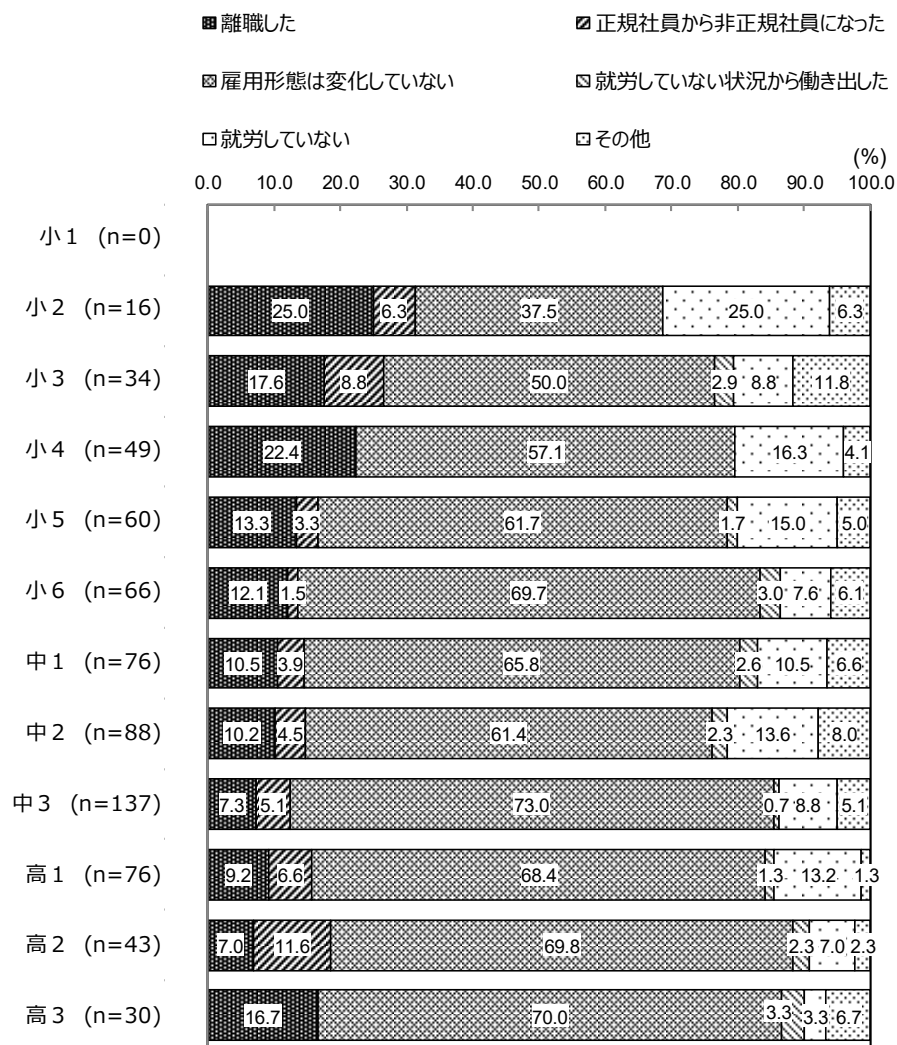 離職した 正規社員から非正規社員になった
雇用形態は変化していない 就労していない状況から働き出した
就労していない その他
(%)
0.0 10.0 20.0 30.0 40.0 50.0 60.0 70.0 80.0 90.0 100.0
小1 (n=0)
小2 (n=16) 25.0 6.3 37.5 25.0 6.3
小3 (n=34) 17.6 8.8 50.0 2.9 8.8 11.8
小4 (n=49) 22.4 57.1 16.3 4.1
小5 (n=60) 13.3 3.3 61.7 1.7 15.0 5.0
小6 (n=66) 12.1 1.5 69.7 3.0 7.6 6.1
中1 (n=76) 10.5 3.9 65.8 2.6 10.5 6.6
中2 (n=88) 10.2 4.5 61.4 2.3 13.6 8.0
中3 (n=137) 7.3 5.1 73.0 0.7 8.8 5.1
高1 (n=76) 9.2 6.6 68.4 1.3 13.2 1.3
高2 (n=43) 7.0 11.6 69.8 2.3 7.0 2.3
高3 (n=30) 16.7 70.0 3.3 3.3 6.7